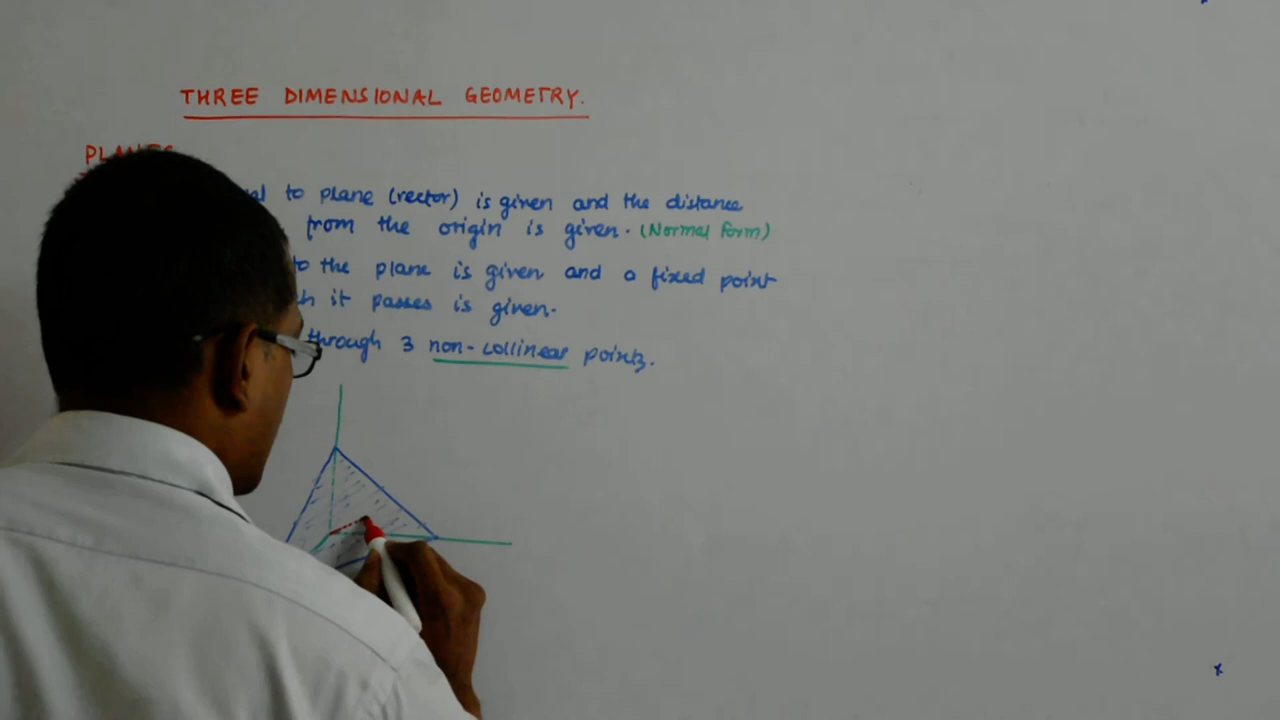 THREE DIMENSIONAL GEOMETRY.
PLANES
to plane (vector) is given and the distance
from the origin is given. (Normal Form)
to the plane is given and a fixed point
it passes is given.
through 3 non-collinear points.